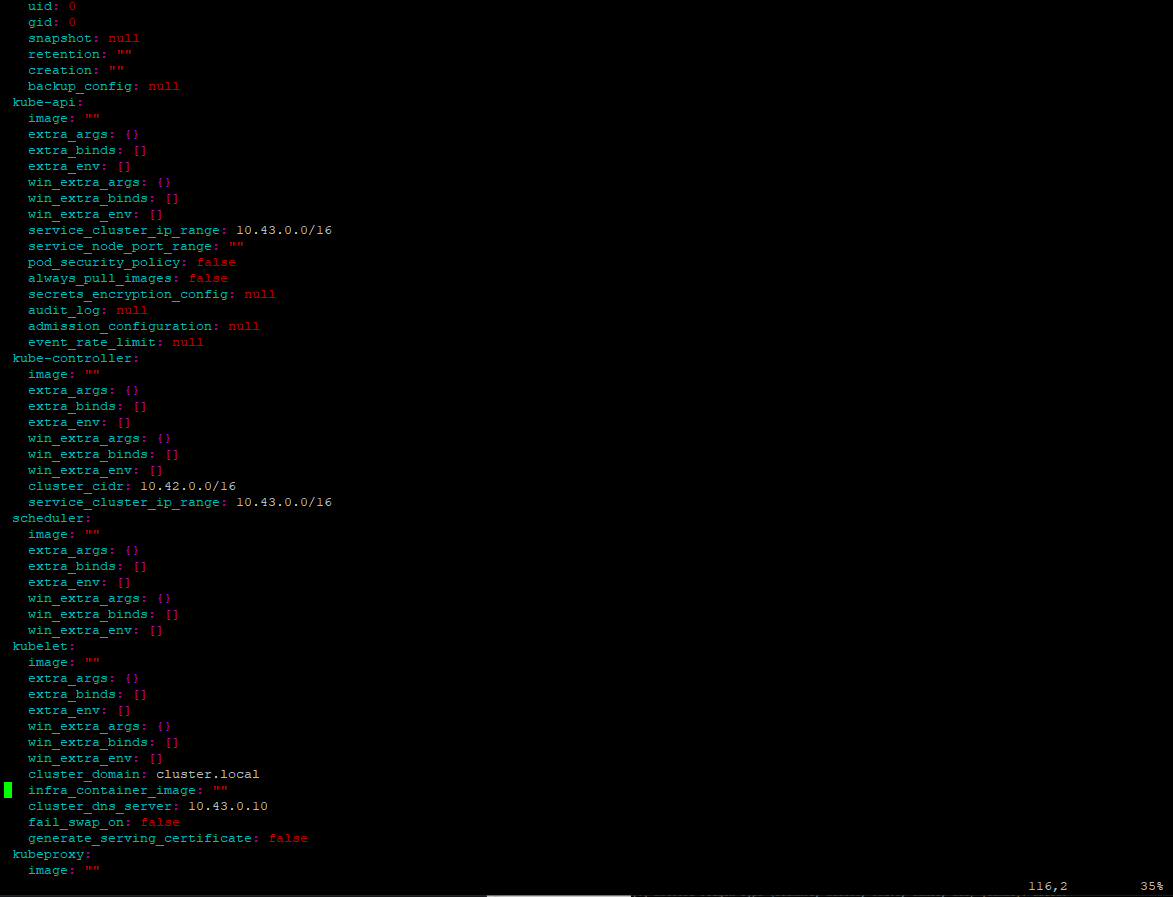 uid: 0
gid: 0
snapshot: null
retention: ""
creation: ""
backup_config: null
kube-api:
image: ""
extra_args: {}
extra_binds: []
extra_env: []
win_extra_args: {}
win_extra_binds: []
win_extra_env: []
service_cluster_ip_range: 10.43.0.0/16
service_node_port_range: ""
pod_security_policy: false
always_pull_images: false
secrets_encryption_config: null
audit_log: null
admission_configuration: null
event_rate_limit: null
kube-controller:
image: ""
extra_args: {}
extra_binds: []
extra_env: []
win_extra_args: {}
win_extra_binds: []
win_extra_env: []
cluster_cidr: 10.42.0.0/16
service_cluster_ip_range: 10.43.0.0/16
scheduler:
image: ""
extra_args: {}
extra_binds: []
extra_env: []
win_extra_args: {}
win_extra_binds: []
win_extra_env: []
kubelet:
image: ""
extra_args: {}
extra_binds: []
extra_env: []
win_extra_args: {}
win_extra_binds: []
win_extra_env: []
cluster_domain: cluster.local
infra_container_image: ""
cluster_dns_server: 10.43.0.10
fail_swap_on: false
generate_serving_certificate: false
kubeproxy:
image: ""
116,2 35%